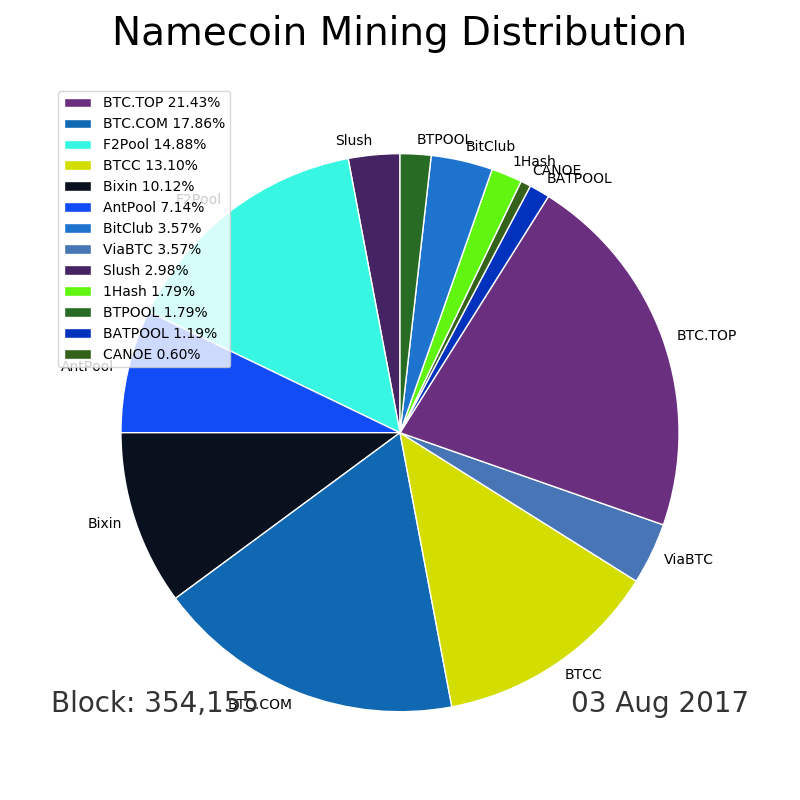 Namecoin Mining Distribution
BTC.TOP 21.43%
BTC.COM 17.86%
F2Pool 14.88%
BTCC 13.10%
Bixin 10.12%
AntPool 7.14%
BitClub 3.57%
ViaBTC 3.57%
Slush 2.98%
1Hash 1.79%
BTPOOL 1.79%
BATPOOL 1.19%
CANOE 0.60%
Slush
BTPOOL
BitClub
1Hash
CANOE
BATPOOL
F2Pool
BTC.TOP
AntPool
Bixin
ViaBTC
BTCC
BTC.COM
Block: 354,155
03 Aug 2017